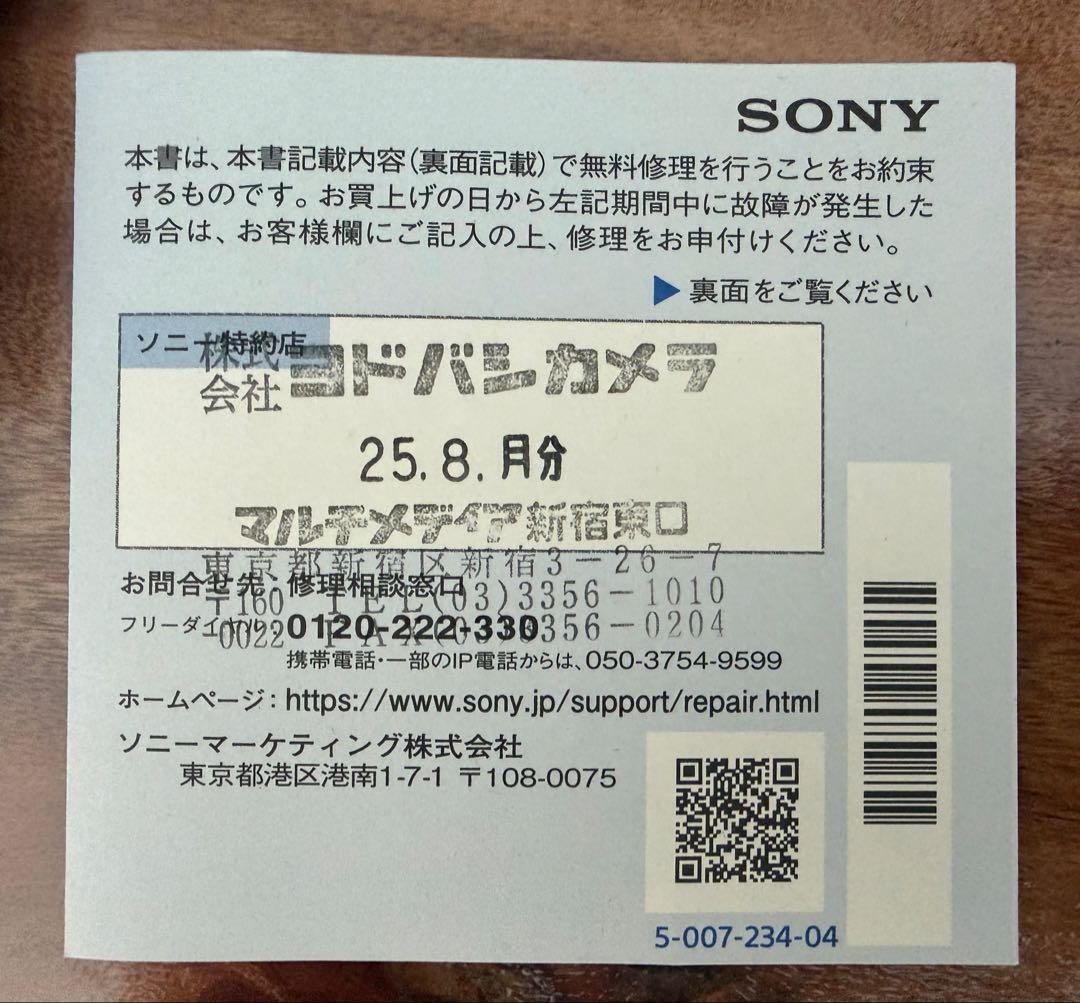 SONY
本書は、本書記載内容(裏面記載)で無料修理を行うことをお約束
するものです。お買上げの日から左記期間中に故障が発生した
場合は、お客様欄にご記入の上、修理をお申付けください。
▶裏面をご覧ください
ソニー特約店
株式会社ヨドバシカメラ
25.8.月分
マルチメディア新宿東口
東京都新宿区新宿3-26-7
お問合せ先、修理相談窓口
〒160 TEL(03)3356-1010
フリーダイヤル: 0120-222-330
0022 FAX(03)3356-0204
携帯電話・一部のIP電話からは、050-3754-9599
ホームページ:https://www.sony.jp/support/repair.html
ソニーマーケティング株式会社
東京都港区港南1-7-1 〒108-0075
5-007-234-04